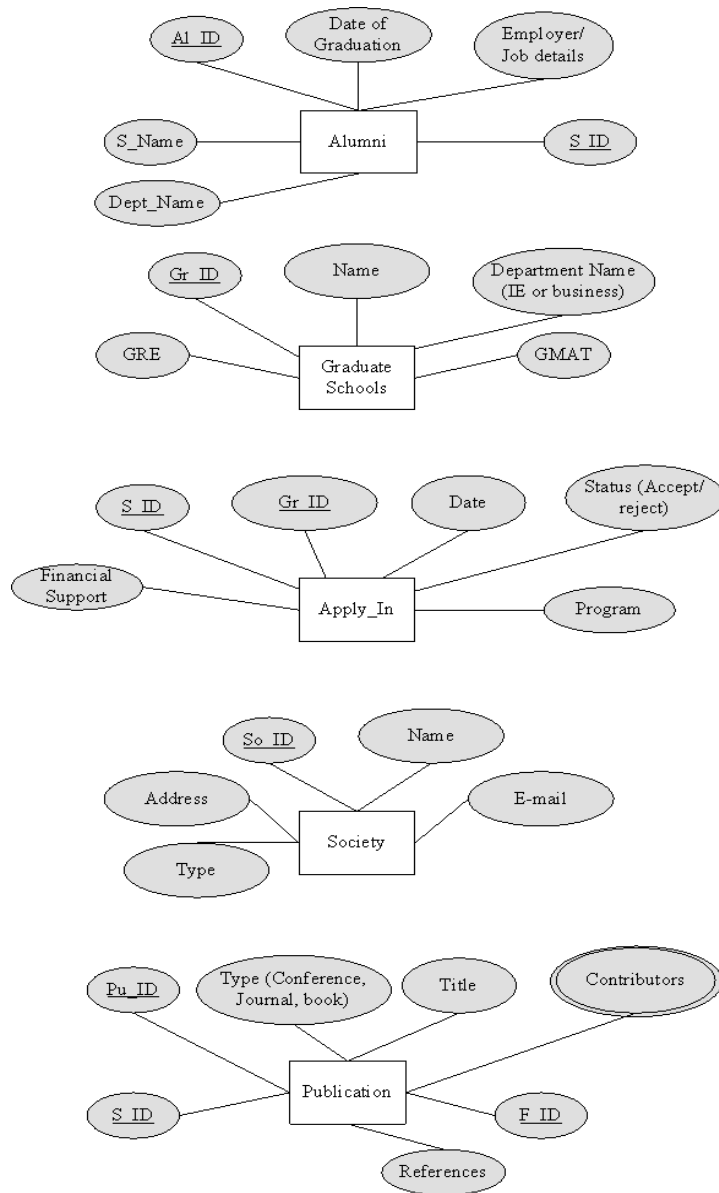 Al_ID
Date of
Graduation
Employer/
Job details
S_Name
Alumni
S_ID
Dept_Name
Gr_ID
Name
Department Name
(IE or business)
GRE
Graduate
Schools
GMAT
S_ID
Gr_ID
Date
Status (Accept/
reject)
Financial
Support
Apply_In
Program
So_ID
Name
Address
E-mail
Society
Type
Pu_ID
Type (Conference,
Journal, book)
Title
Contributors
Publication
S_ID
F_ID
References